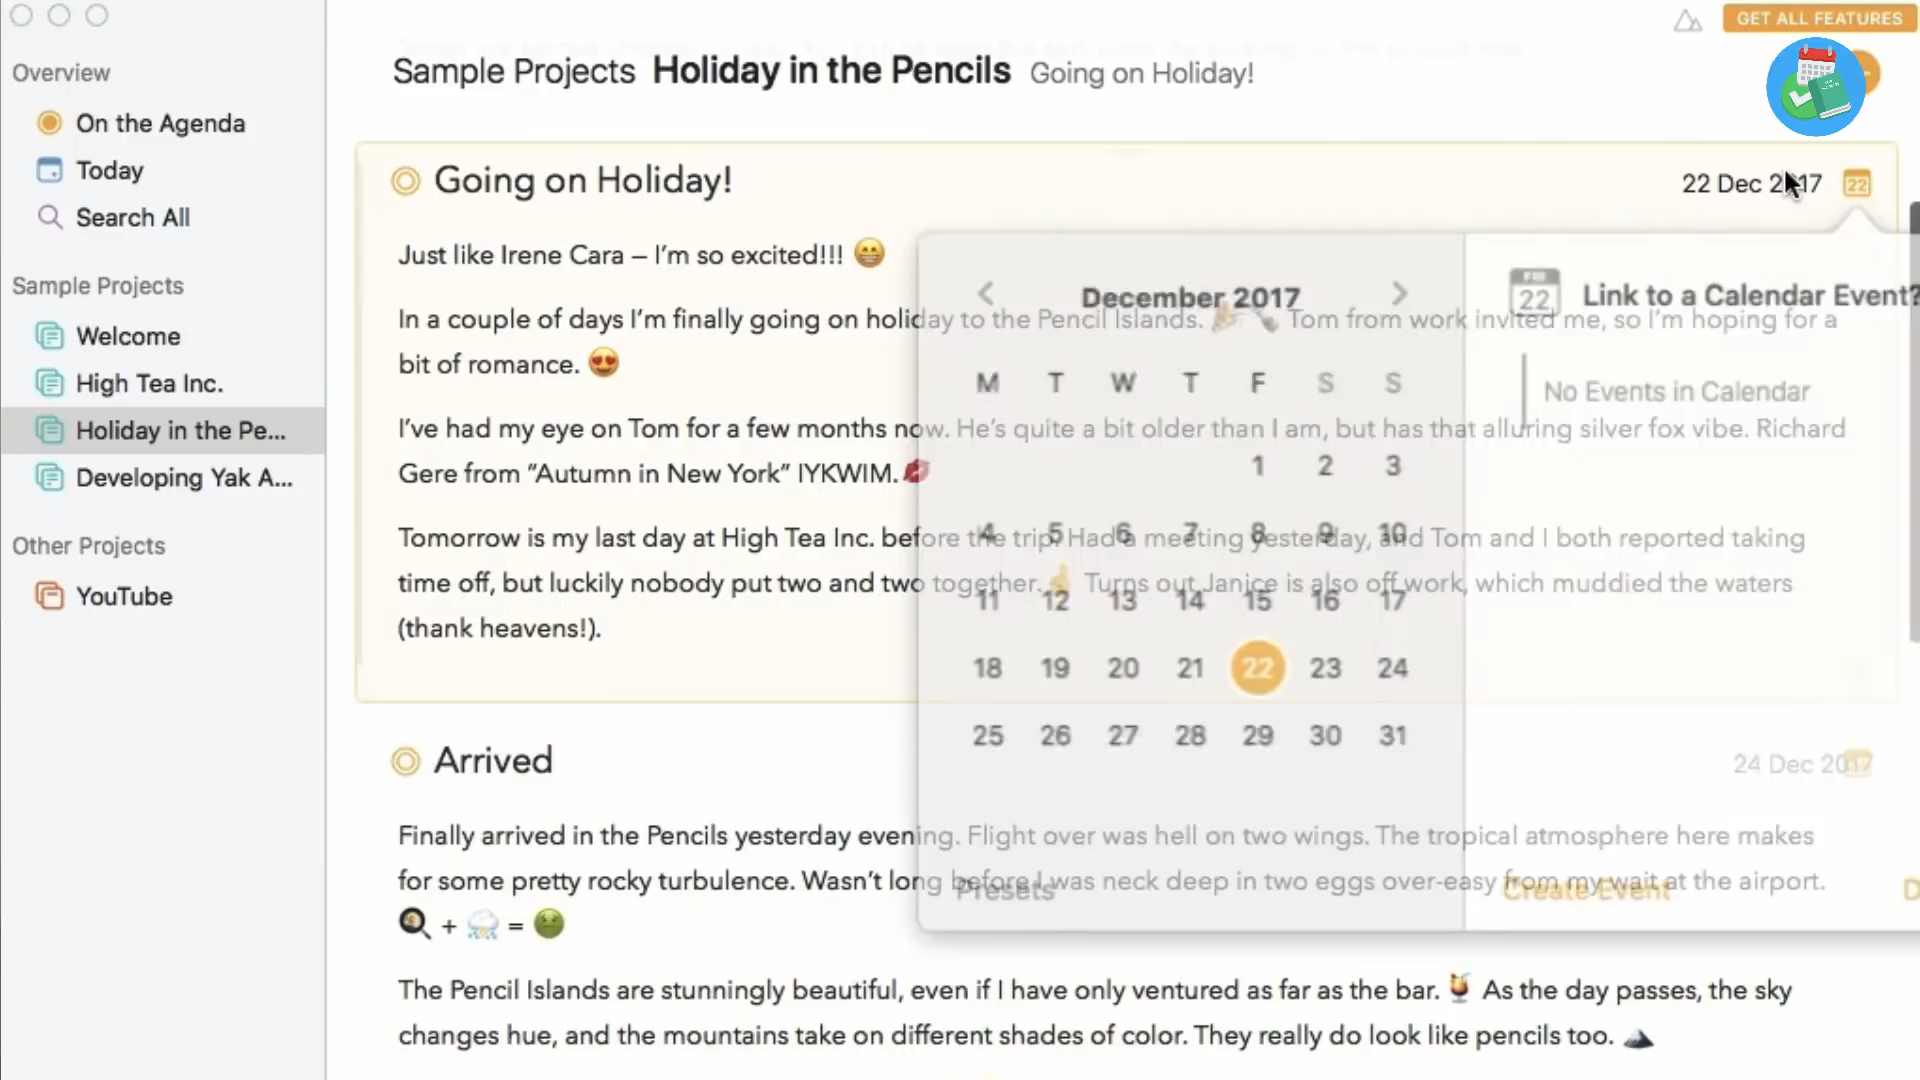 GET ALL FEATURES
Overview
On the Agenda
Today
Search All
Sample Projects
Welcome
High Tea Inc.
Holiday in the Pe...
Developing Yak A...
Other Projects
YouTube
Sample Projects Holiday in the Pencils Going on Holiday!
Going on Holiday!
22 Dec 2017
22
Just like Irene Cara – I’m so excited!!! 😁
In a couple of days I’m finally going on holiday to the Pencil Islands. Tom from work invited me, so I’m hoping for a
bit of romance. 😍
I’ve had my eye on Tom for a few months now. He’s quite a bit older than I am, but has that alluring silver fox vibe. Richard
Gere from “Autumn in New York” IYKWIM. 💋
Tomorrow is my last day at High Tea Inc. before the trip. Had a meeting yesterday, and Tom and I both reported taking
time off, but luckily nobody put two and two together. Turns out Janice is also off work, which muddied the waters
(thank heavens!).
December 2017
M T W T F S S
1 2 3
4 5 6 7 8 9 10
11 12 13 14 15 16 17
18 19 20 21 22 23 24
25 26 27 28 29 30 31
Presets
FRI
22
Link to a Calendar Event?
No Events in Calendar
Create Event
D
Arrived
24 Dec 2017
Finally arrived in the Pencils yesterday evening. Flight over was hell on two wings. The tropical atmosphere here makes
for some pretty rocky turbulence. Wasn’t long before I was neck deep in two eggs over-easy from my wait at the airport.
🍳 + 🌧 = 🤢
The Pencil Islands are stunningly beautiful, even if I have only ventured as far as the bar. 🍹 As the day passes, the sky
changes hue, and the mountains take on different shades of color. They really do look like pencils too. 🏔